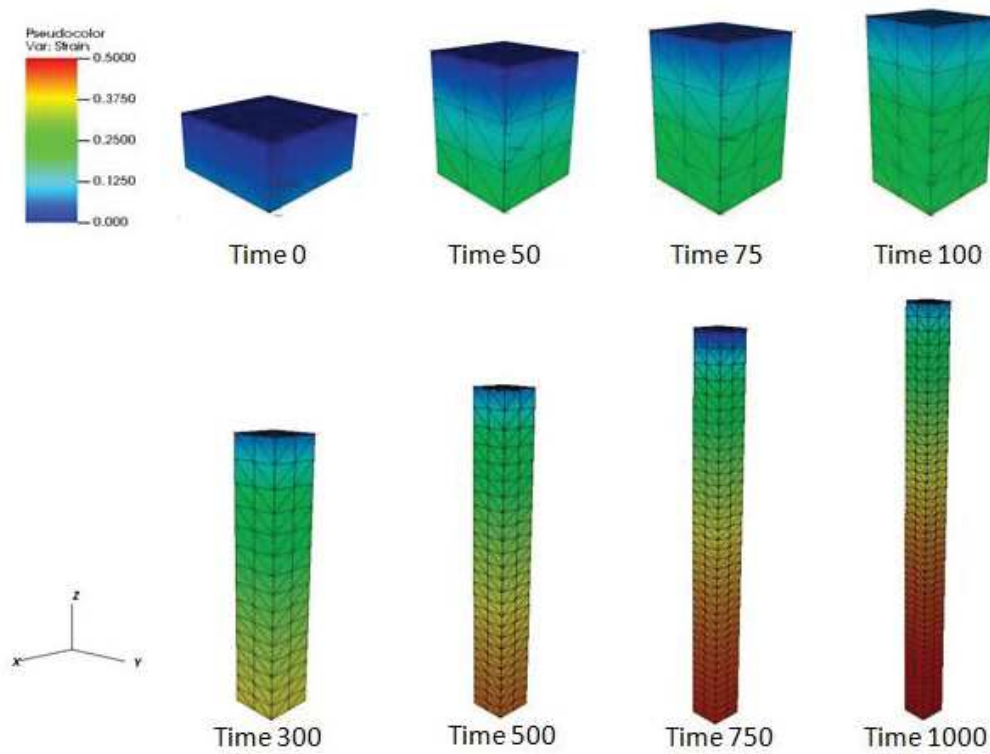 Pseudocolor
Var: Strain
0.5000
0.3750
0.2500
0.1250
0.000
Time 0
Time 50
Time 75
Time 100
Z
X
Y
Time 300
Time 500
Time 750
Time 1000